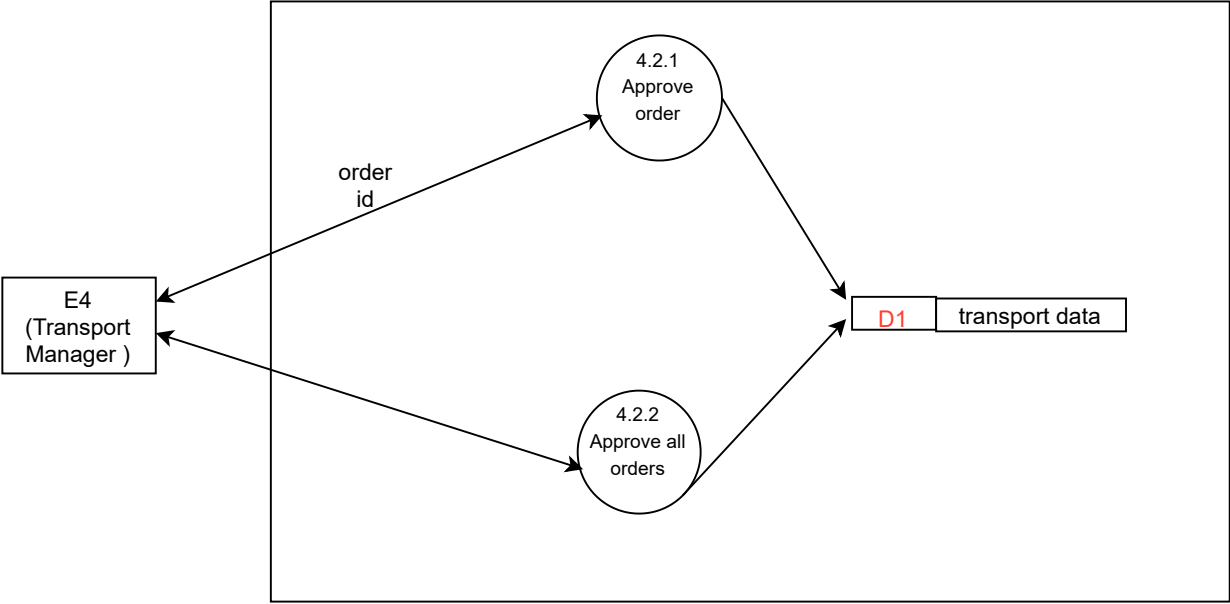 4.2.1
Approve
order
order
id
E4
(Transport
Manager )
D1
transport data
4.2.2
Approve all
orders